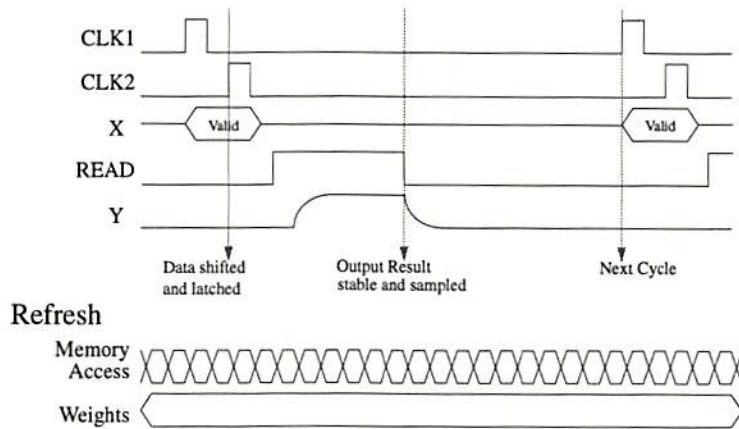 CLK1
CLK2
X
Valid
Valid
READ
Y
Data shifted
and latched
Output Result
stable and sampled
Next Cycle
Refresh
Memory
Access
Weights